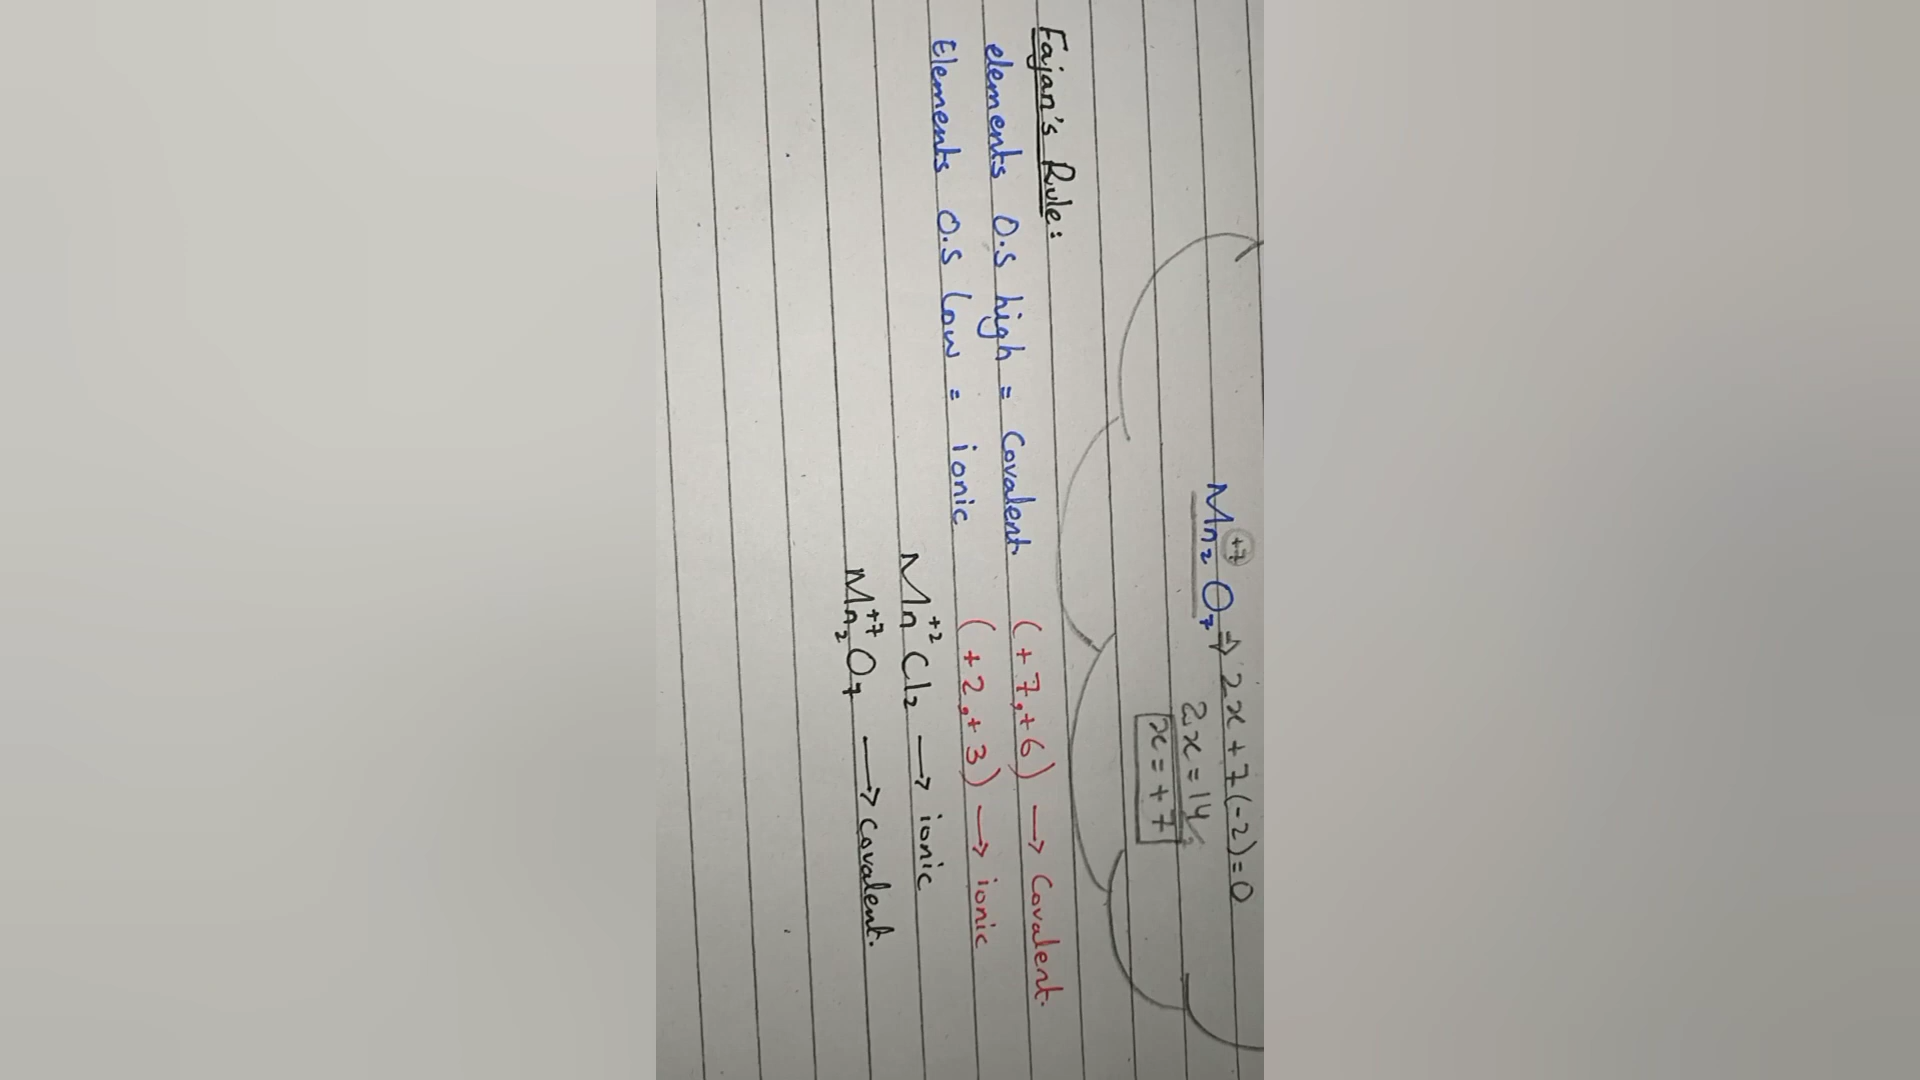 Mn₂⁺⁷O₇ ⇒ 2x + 7(-2) = 0
2x = 14/2
x = +7
Fajan's Rule:
elements O.S high = Covalent (+7,+6) → Covalent.
Elements O.S low = ionic (+2,+3) → ionic
Mn⁺²Cl₂ → ionic
Mn₂⁺⁷O₇ → Covalent.